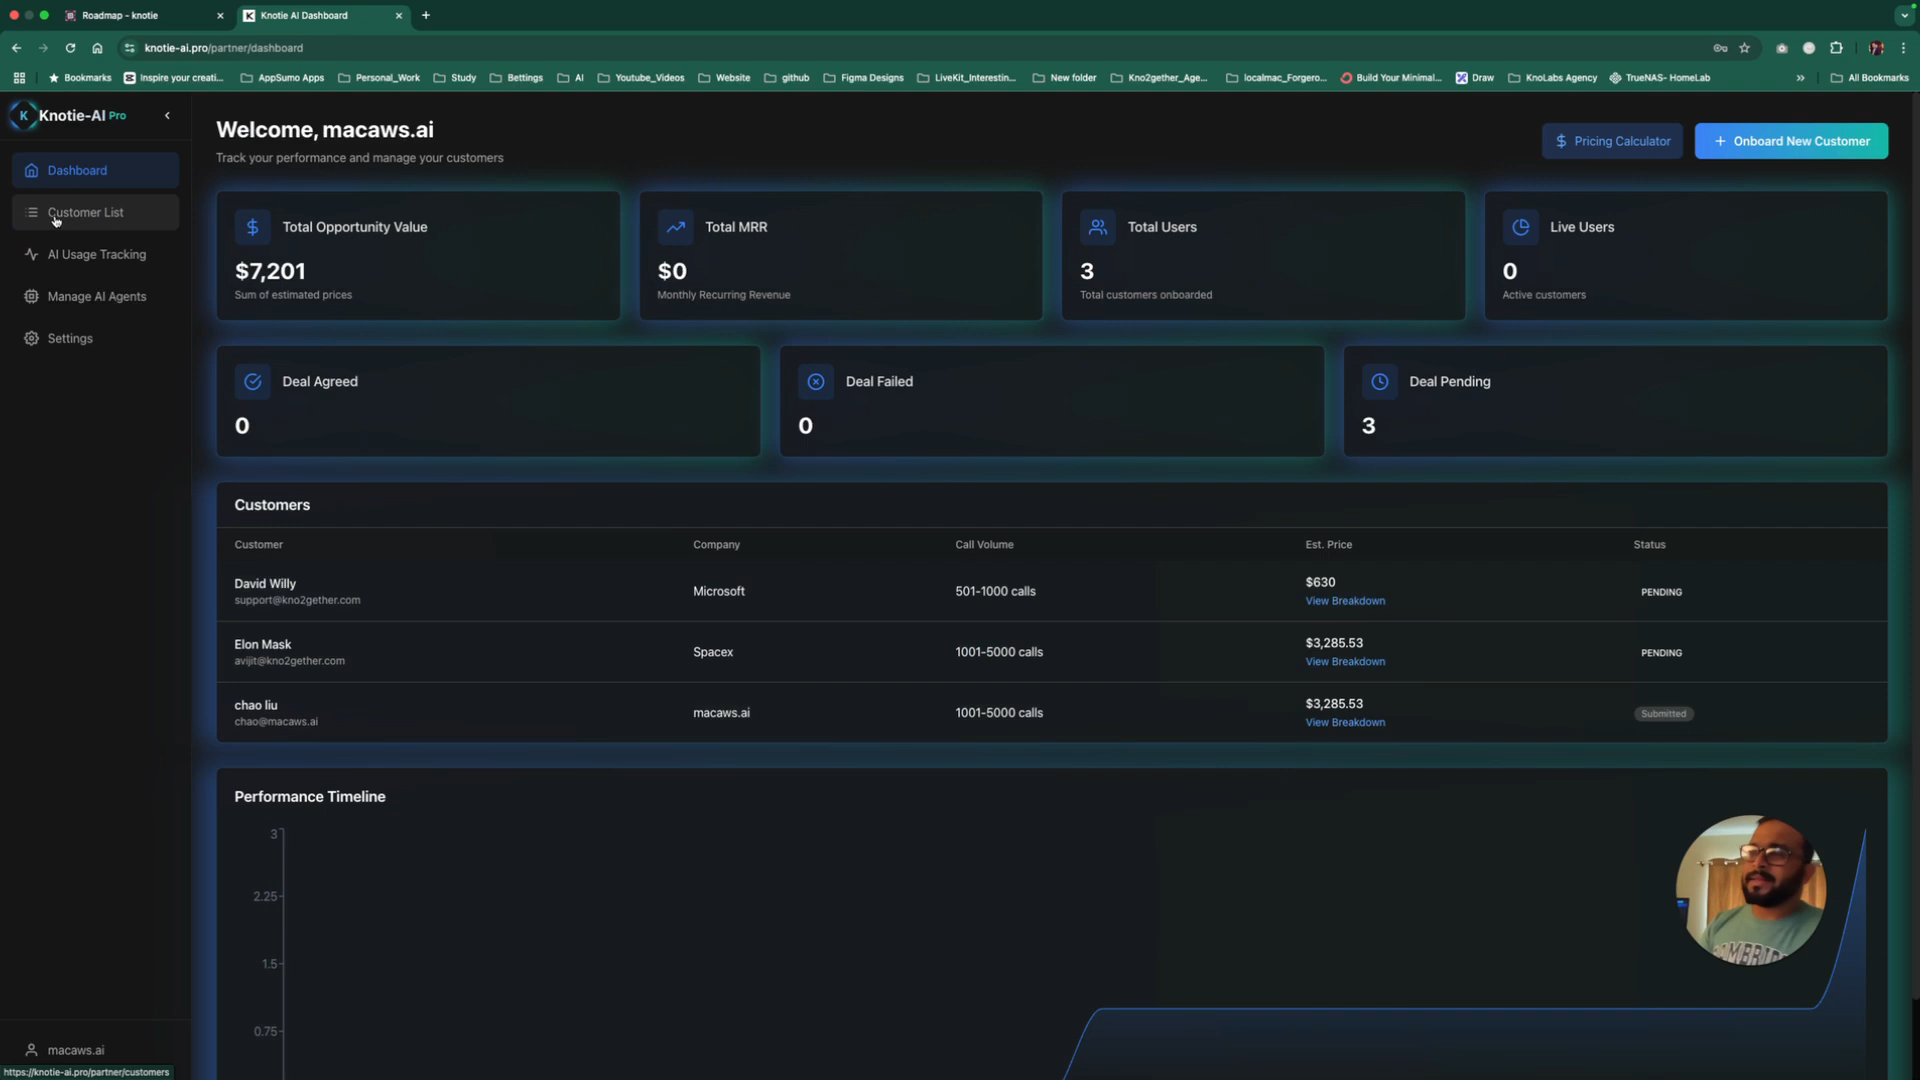 Roadmap - knotie
Knotie AI Dashboard
knotie-ai.pro/partner/dashboard
Bookmarks
Inspire your creati...
AppSumo Apps
Personal_Work
Study
Bettings
AI
Youtube_Videos
Website
github
Figma Designs
LiveKit_Interestin...
New folder
Kno2gether_Age...
localmac_Forgero...
Build Your Minimal...
Draw
KnoLabs Agency
TrueNAS- HomeLab
All Bookmarks
K Knotie-AI Pro
Dashboard
Customer List
AI Usage Tracking
Manage AI Agents
Settings
Welcome, macaws.ai
Track your performance and manage your customers
Pricing Calculator
Onboard New Customer
Total Opportunity Value
$7,201
Sum of estimated prices
Total MRR
$0
Monthly Recurring Revenue
Total Users
3
Total customers onboarded
Live Users
0
Active customers
Deal Agreed
0
Deal Failed
0
Deal Pending
3
Customers
Customer Company Call Volume Est. Price Status
David Willy
support@kno2gether.com
Microsoft
501-1000 calls
$630
View Breakdown
PENDING
Elon Mask
avijit@kno2gether.com
Spacex
1001-5000 calls
$3,285.53
View Breakdown
PENDING
chao liu
chao@macaws.ai
macaws.ai
1001-5000 calls
$3,285.53
View Breakdown
Submitted
Performance Timeline
3
2.25
1.5
0.75
macaws.ai
https://knotie-ai.pro/partner/customers